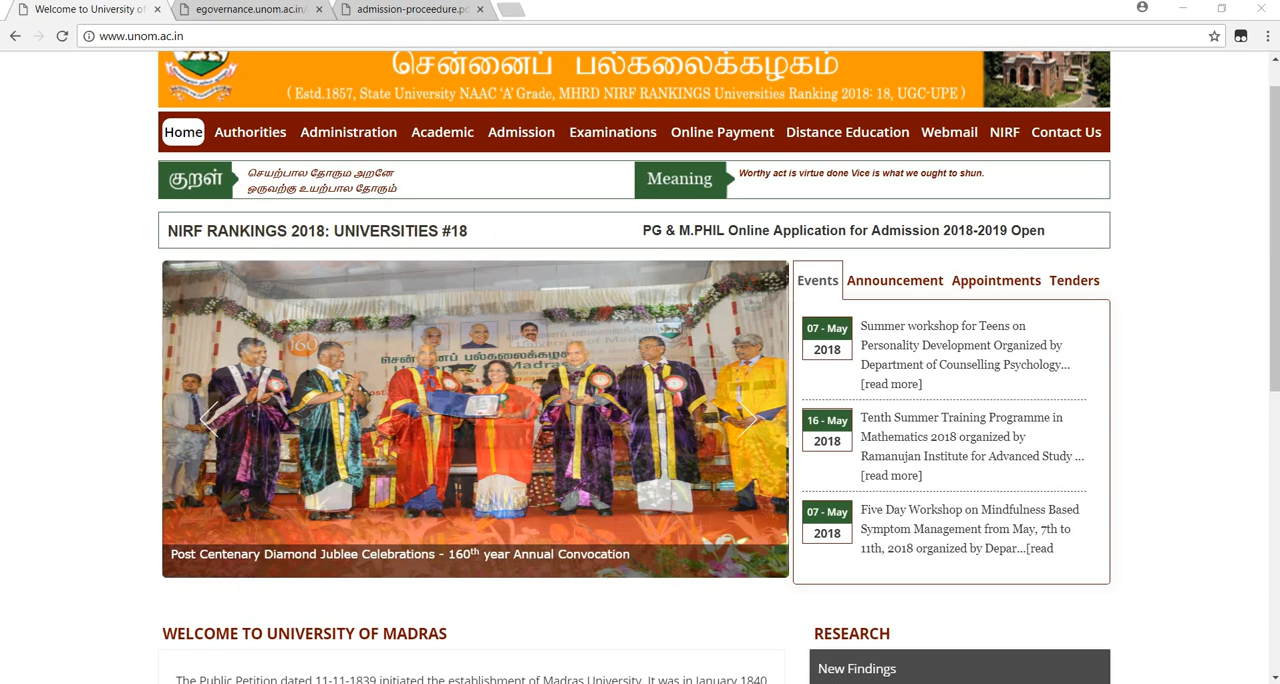 Welcome to University of
egovernance.unom.ac.in/
admission-proceedure.pd
www.unom.ac.in
சென்னைப் பல்கலைக்கழகம்
( Estd.1857, State University NAAC 'A' Grade, MHRD NIRF RANKINGS Universities Ranking 2018: 18, UGC-UPE )
Home Authorities Administration Academic Admission Examinations Online Payment Distance Education Webmail NIRF Contact Us
குறள்
செயற்பால தோரும அறனே
ஒருவற்கு உயற்பால தோரும்
Meaning
Worthy act is virtue done Vice is what we ought to shun.
NIRF RANKINGS 2018: UNIVERSITIES #18
PG & M.PHIL Online Application for Admission 2018-2019 Open
160
சென்னைப் பல்கலைக்கழக
Post Centenary Diamond Jublee Celebrations - 160th year Annual Convocation
Events Announcement Appointments Tenders
07 - May
2018
Summer workshop for Teens on
Personality Development Organized by
Department of Counselling Psychology...
[read more]
16 - May
2018
Tenth Summer Training Programme in
Mathematics 2018 organized by
Ramanujan Institute for Advanced Study ...
[read more]
07 - May
2018
Five Day Workshop on Mindfulness Based
Symptom Management from May, 7th to
11th, 2018 organized by Depar...[read
WELCOME TO UNIVERSITY OF MADRAS
The Public Petition dated 11-11-1839 initiated the establishment of Madras University. It was in January 1840
RESEARCH
New Findings